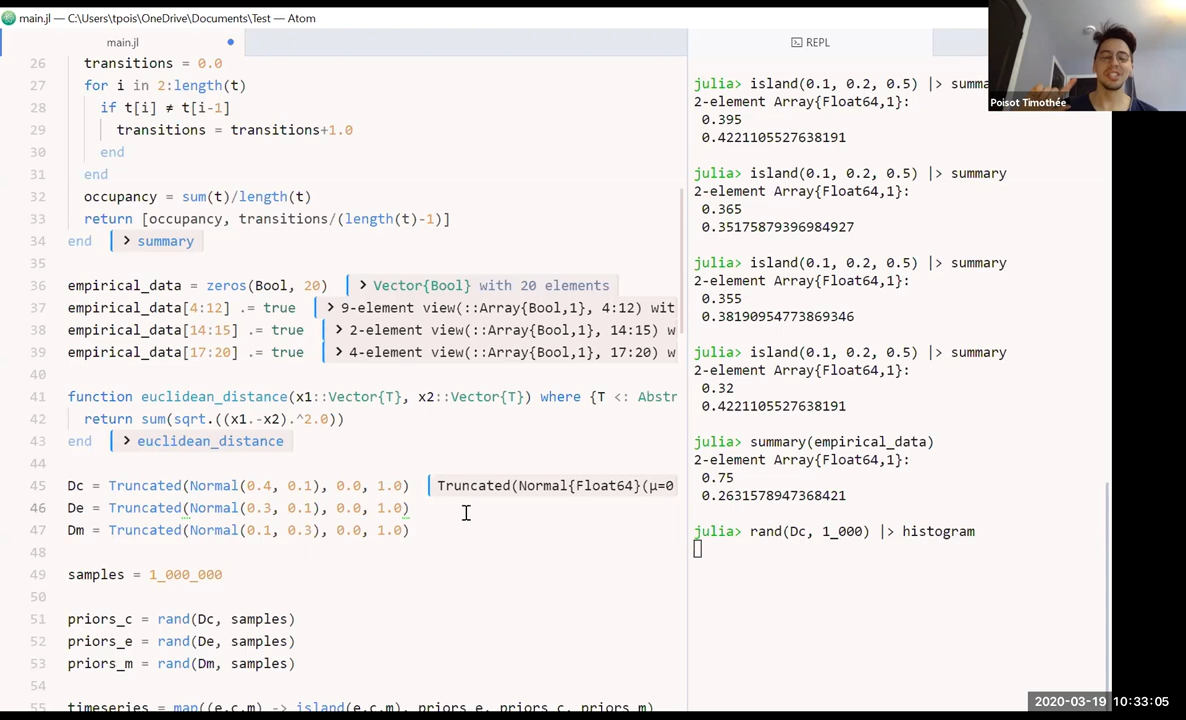 main.jl — C:\Users\tpois\OneDrive\Documents\Test — Atom
main.jl
26 transitions = 0.0
27 for i in 2:length(t)
28 if t[i] ≠ t[i-1]
29 transitions = transitions+1.0
30 end
31 end
32 occupancy = sum(t)/length(t)
33 return [occupancy, transitions/(length(t)-1)]
34 end > summary
35
36 empirical_data = zeros(Bool, 20) > Vector{Bool} with 20 elements
37 empirical_data[4:12] .= true > 9-element view(::Array{Bool,1}, 4:12) wit
38 empirical_data[14:15] .= true > 2-element view(::Array{Bool,1}, 14:15) w
39 empirical_data[17:20] .= true > 4-element view(::Array{Bool,1}, 17:20) w
40
41 function euclidean_distance(x1::Vector{T}, x2::Vector{T}) where {T <: Abstr
42 return sum(sqrt.((x1.-x2).^2.0))
43 end > euclidean_distance
44
45 Dc = Truncated(Normal(0.4, 0.1), 0.0, 1.0) Truncated(Normal{Float64}(μ=0
46 De = Truncated(Normal(0.3, 0.1), 0.0, 1.0)
47 Dm = Truncated(Normal(0.1, 0.3), 0.0, 1.0)
48
49 samples = 1_000_000
50
51 priors_c = rand(Dc, samples)
52 priors_e = rand(De, samples)
53 priors_m = rand(Dm, samples)
54
55 timeseries = map((e,c,m) -> island(e,c,m), priors_e, priors_c, priors_m)
REPL
julia> island(0.1, 0.2, 0.5) |> summa
2-element Array{Float64,1}:
0.395
0.4221105527638191
julia> island(0.1, 0.2, 0.5) |> summary
2-element Array{Float64,1}:
0.365
0.35175879396984927
julia> island(0.1, 0.2, 0.5) |> summary
2-element Array{Float64,1}:
0.355
0.38190954773869346
julia> island(0.1, 0.2, 0.5) |> summary
2-element Array{Float64,1}:
0.32
0.4221105527638191
julia> summary(empirical_data)
2-element Array{Float64,1}:
0.75
0.2631578947368421
julia> rand(Dc, 1_000) |> histogram
Poisot Timothée
2020-03-19 10:33:05